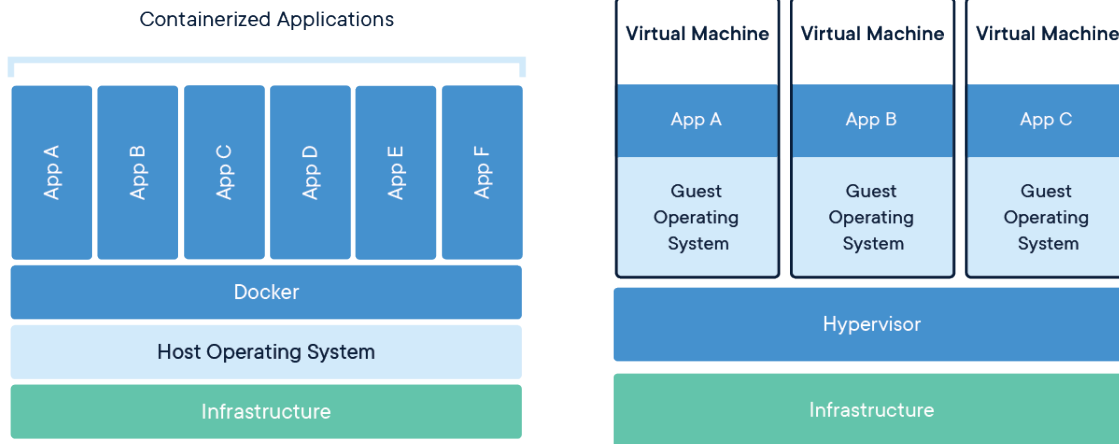 Containerized Applications
App A
App B
App C
App D
App E
App F
Docker
Host Operating System
Infrastructure
Virtual Machine
App A
Guest
Operating
System
Virtual Machine
App B
Guest
Operating
System
Virtual Machine
App C
Guest
Operating
System
Hypervisor
Infrastructure